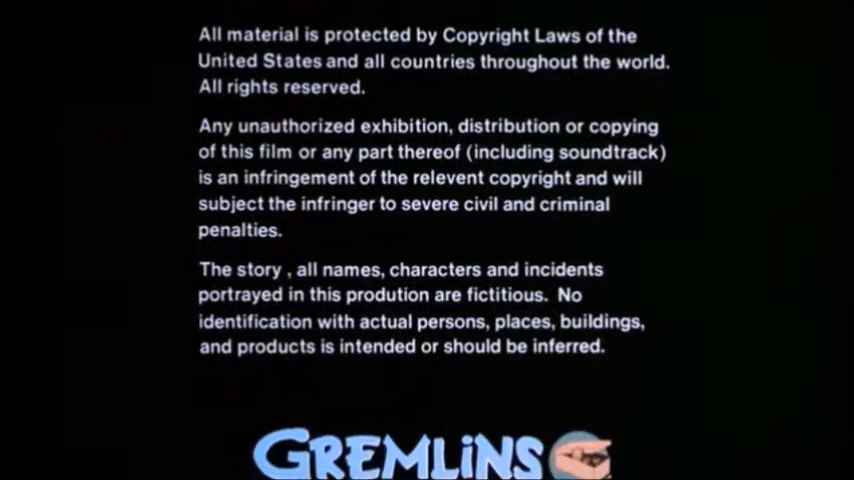 All material is protected by Copyright Laws of the
United States and all countries throughout the world.
All rights reserved.
Any unauthorized exhibition, distribution or copying
of this film or any part thereof (including soundtrack)
is an infringement of the relevent copyright and will
subject the infringer to severe civil and criminal
penalties.
The story , all names, characters and incidents
portrayed in this prodution are fictitious. No
identification with actual persons, places, buildings,
and products is intended or should be inferred.
GREMLiNS